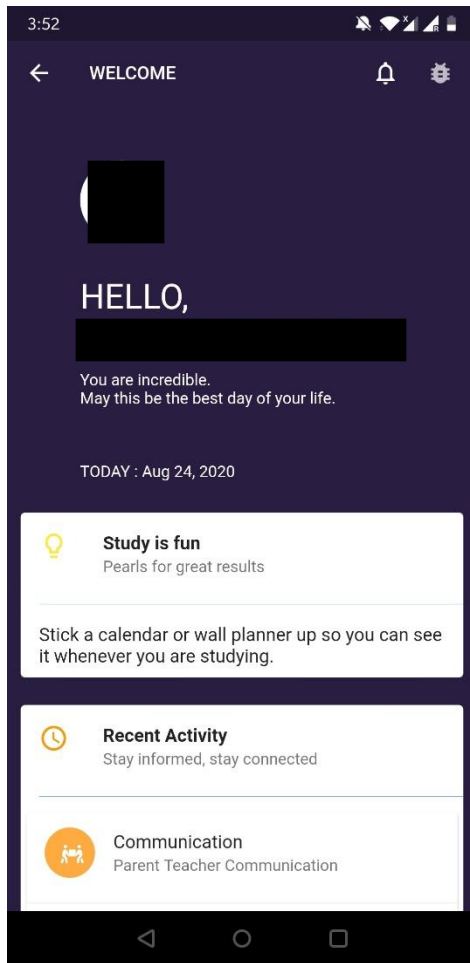 3:52
WELCOME
HELLO,
You are incredible.
May this be the best day of your life.
TODAY : Aug 24, 2020
Study is fun
Pearls for great results
Stick a calendar or wall planner up so you can see
it whenever you are studying.
Recent Activity
Stay informed, stay connected
Communication
Parent Teacher Communication